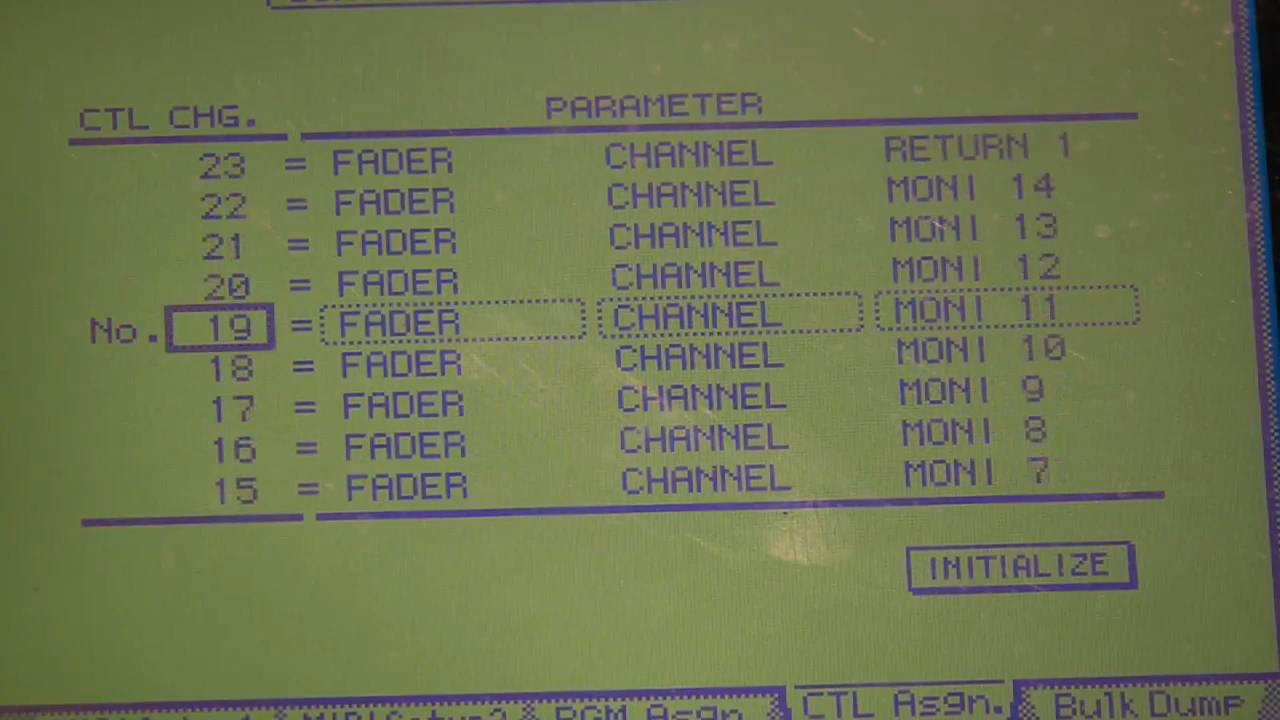 CTL CHG. PARAMETER
23 = FADER CHANNEL RETURN 1
22 = FADER CHANNEL MONI 14
21 = FADER CHANNEL MONI 13
20 = FADER CHANNEL MONI 12
No. 19 = FADER CHANNEL MONI 11
18 = FADER CHANNEL MONI 10
17 = FADER CHANNEL MONI 9
16 = FADER CHANNEL MONI 8
15 = FADER CHANNEL MONI 7
INITIALIZE
PGM Asgn. CTL Asgn. Bulk Dump